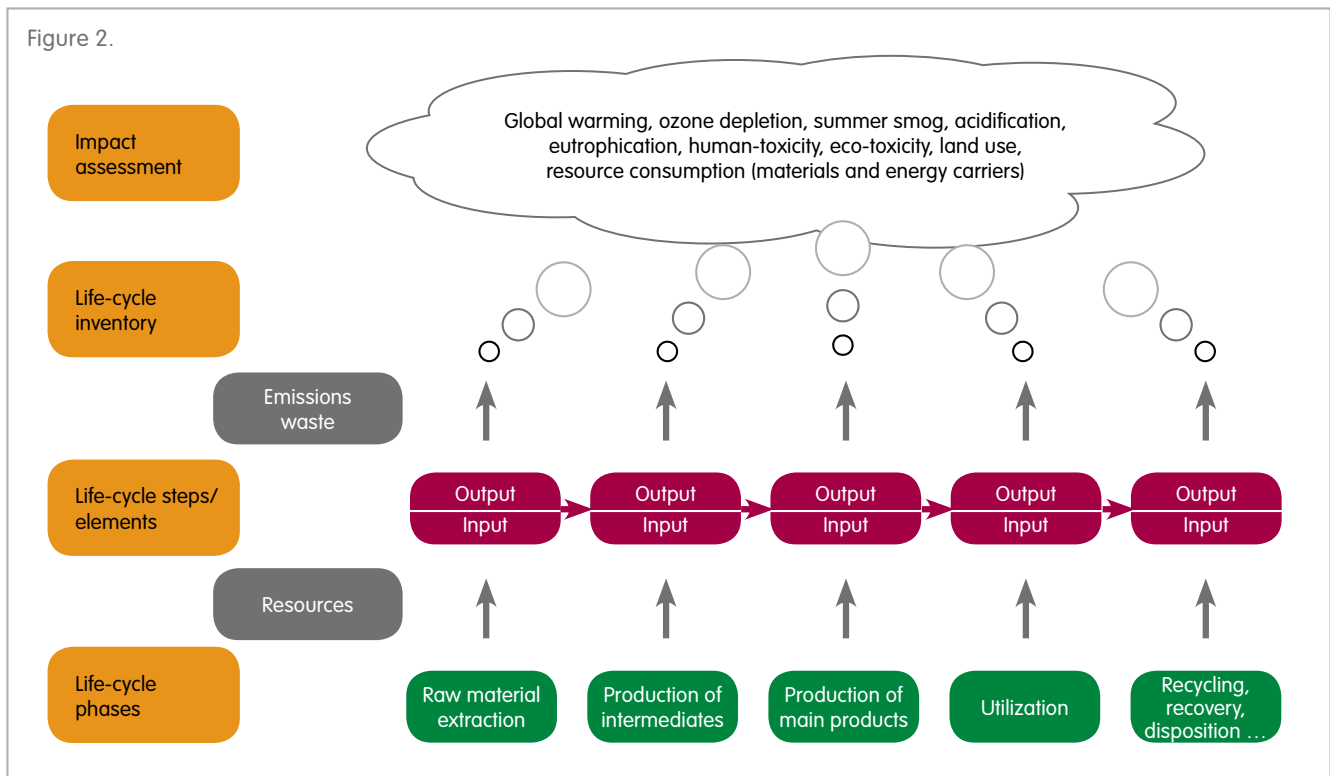 Figure 2.
Impact
assessment
Global warming, ozone depletion, summer smog, acidification,
eutrophication, human-toxicity, eco-toxicity, land use,
resource consumption (materials and energy carriers)
Life-cycle
inventory
Emissions
waste
Life-cycle steps/
elements
Output
Input
Output
Input
Output
Input
Output
Input
Output
Input
Resources
Life-cycle
phases
Raw material
extraction
Production of
intermediates
Production of
main products
Utilization
Recycling,
recovery,
disposition ...